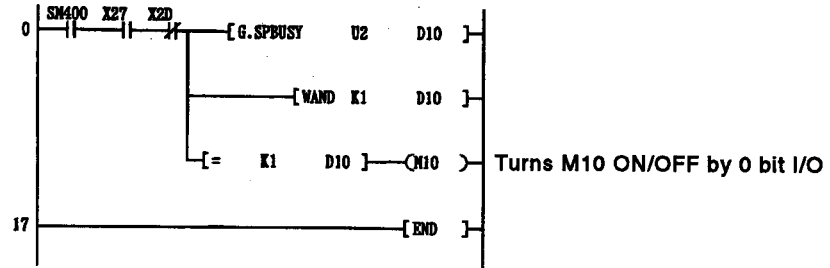 SM400 X27 X2D
0 G.SPBUSY U2 D10
WAND K1 D10
= K1 D10 M10 Turns M10 ON/OFF by 0 bit I/O
17 END